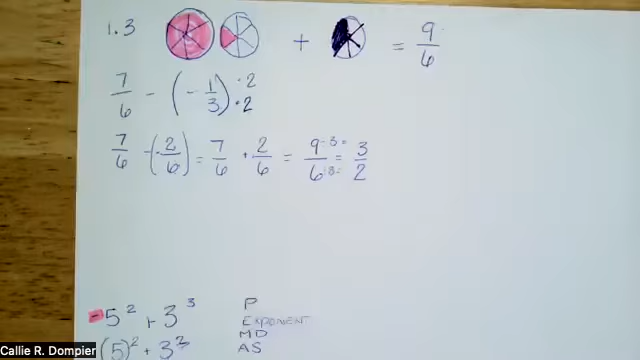 1.3 + = 9/6
7/6 - (- 1/3) · 2 · 2
7/6 - (- 2/6) = 7/6 + 2/6 = 9 ÷ 3 = / 6 ÷ 3 = 3/2
P
- 5² + 3³ Exponent
MD
(5)² + 3 AS
Callie R. Dompier